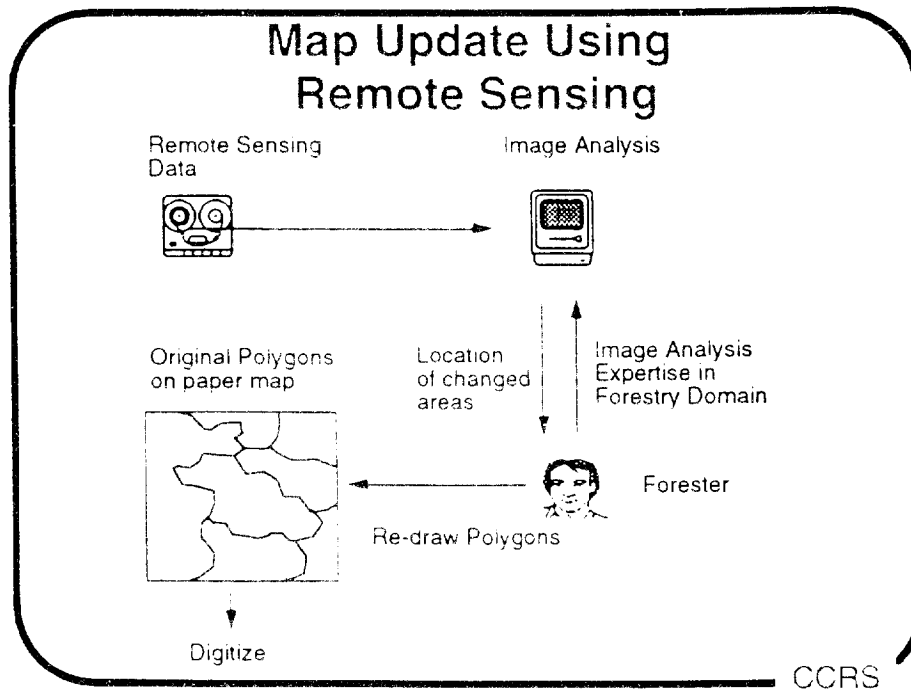 Map Update Using
Remote Sensing
Remote Sensing
Data
Image Analysis
Original Polygons
on paper map
Location
of changed
areas
Image Analysis
Expertise in
Forestry Domain
Forester
Re-draw Polygons
Digitize
CCRS